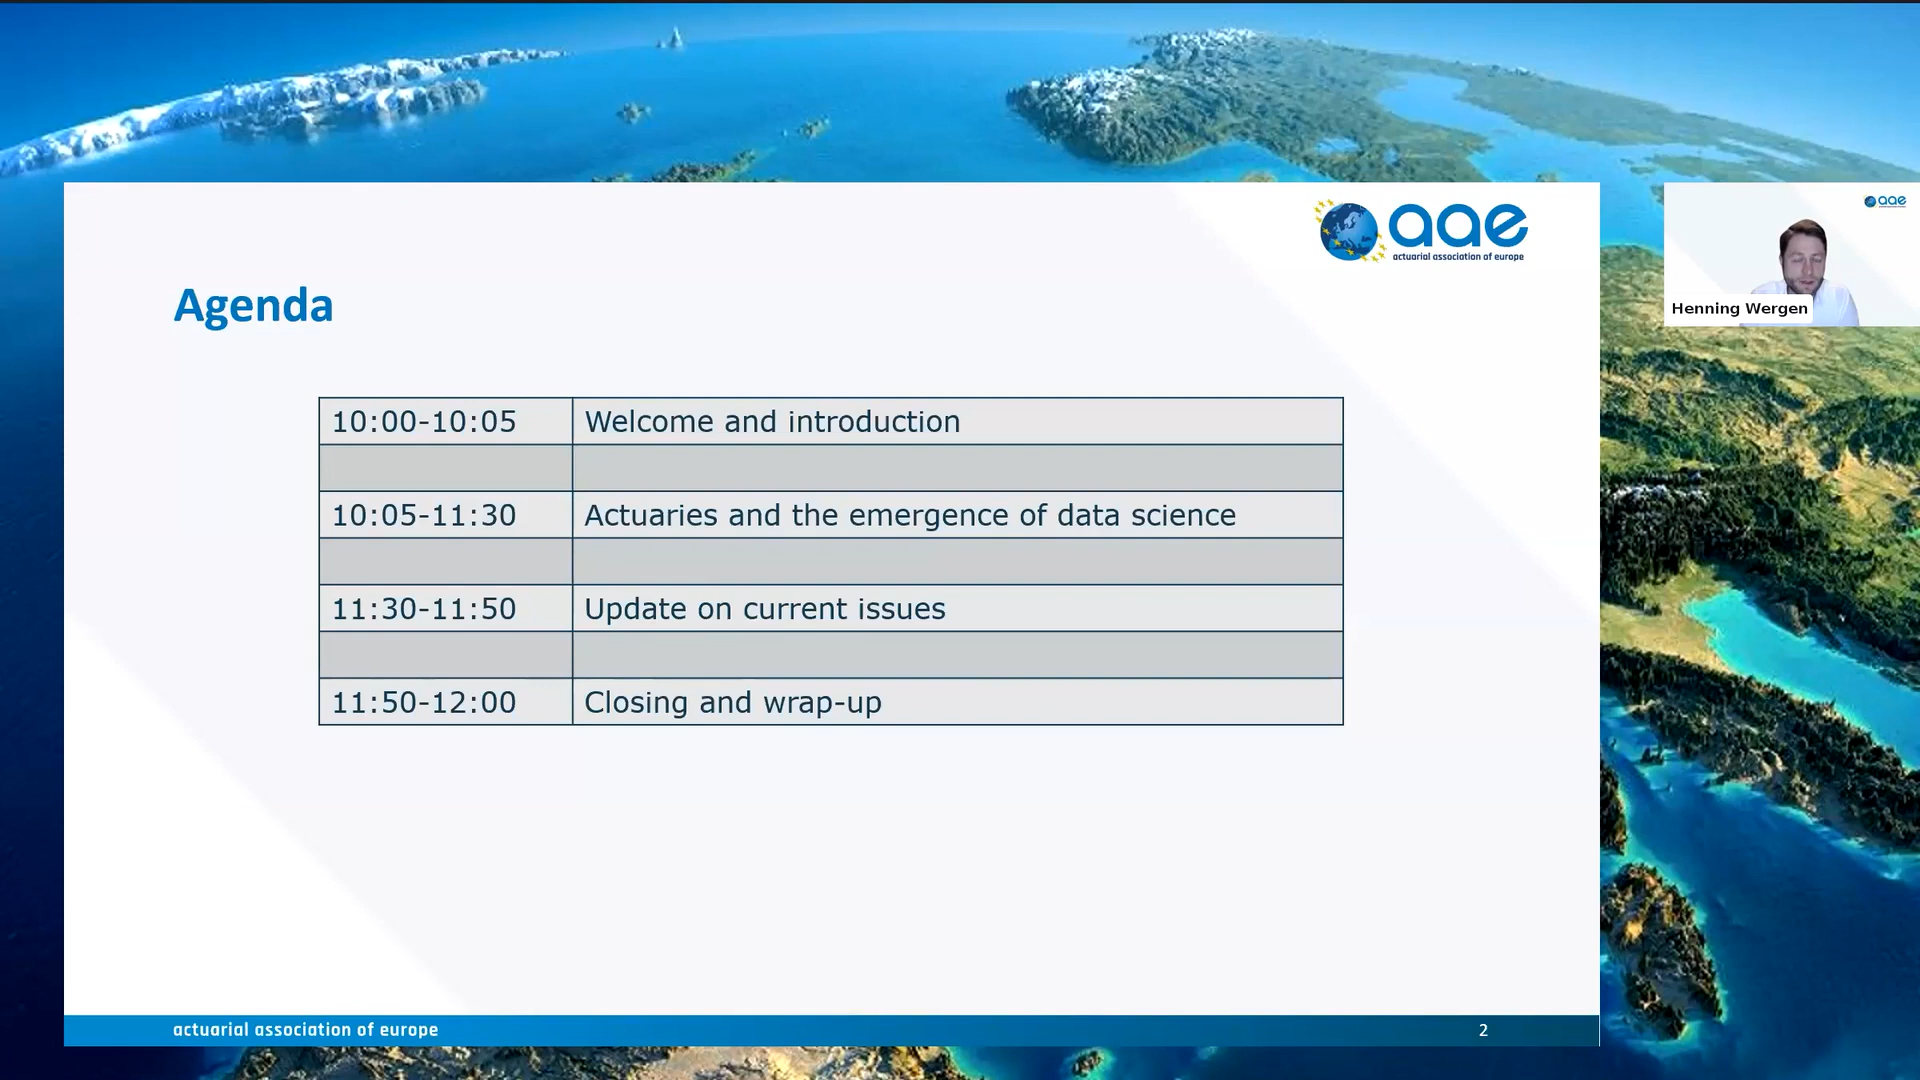 aae
actuarial association of europe
aae
Henning Wergen
Agenda
10:00-10:05 Welcome and introduction
10:05-11:30 Actuaries and the emergence of data science
11:30-11:50 Update on current issues
11:50-12:00 Closing and wrap-up
actuarial association of europe 2